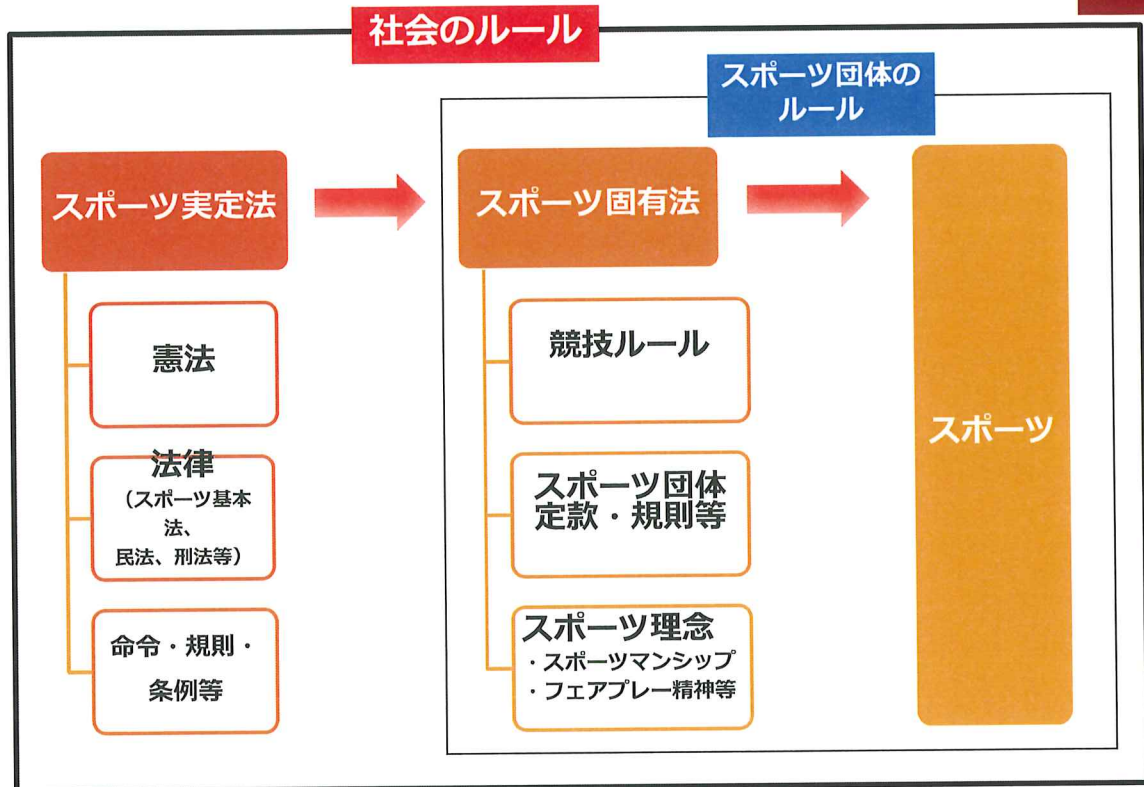 社会のルール
スポーツ団体の
ルール
スポーツ実定法
憲法
法律
（スポーツ基本
法、
民法、刑法等）
命令・規則・
条例等
スポーツ固有法
競技ルール
スポーツ団体
定款・規則等
スポーツ理念
・スポーツマンシップ
・フェアプレー精神等
スポーツ